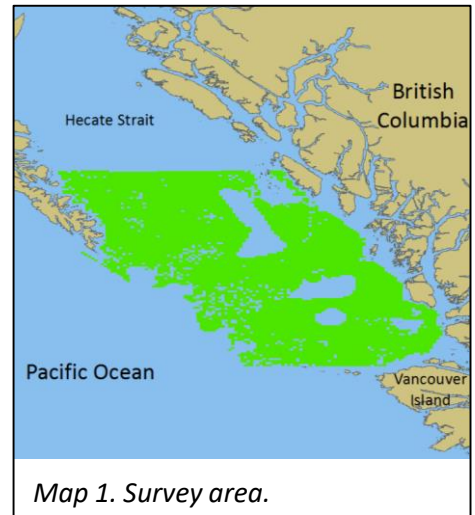 British
Columbia
Hecate Strait
Pacific Ocean
Vancouver
Island
Map 1. Survey area.